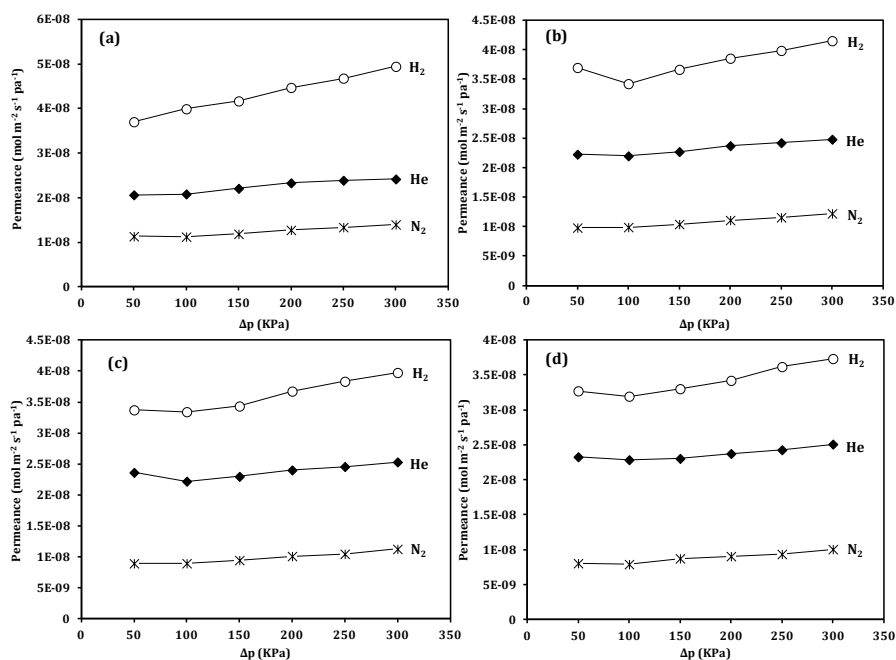 (a)
Permeance (mol m⁻² s⁻¹ pa⁻¹)
6E-08
5E-08
4E-08
3E-08
2E-08
1E-08
0
H₂
He
N₂
0 50 100 150 200 250 300 350
Δp (KPa)
(b)
Permeance (mol m⁻² s⁻¹ pa⁻¹)
4.5E-08
4E-08
3.5E-08
3E-08
2.5E-08
2E-08
1.5E-08
1E-08
5E-09
0
H₂
He
N₂
0 50 100 150 200 250 300 350
Δp (KPa)
(c)
Permeance (mol m⁻² s⁻¹ pa⁻¹)
4.5E-08
4E-08
3.5E-08
3E-08
2.5E-08
2E-08
1.5E-08
1E-08
5E-09
0
H₂
He
N₂
0 50 100 150 200 250 300 350
Δp (KPa)
(d)
Permeance (mol m⁻² s⁻¹ pa⁻¹)
4E-08
3.5E-08
3E-08
2.5E-08
2E-08
1.5E-08
1E-08
5E-09
0
H₂
He
N₂
0 50 100 150 200 250 300 350
Δp (KPa)